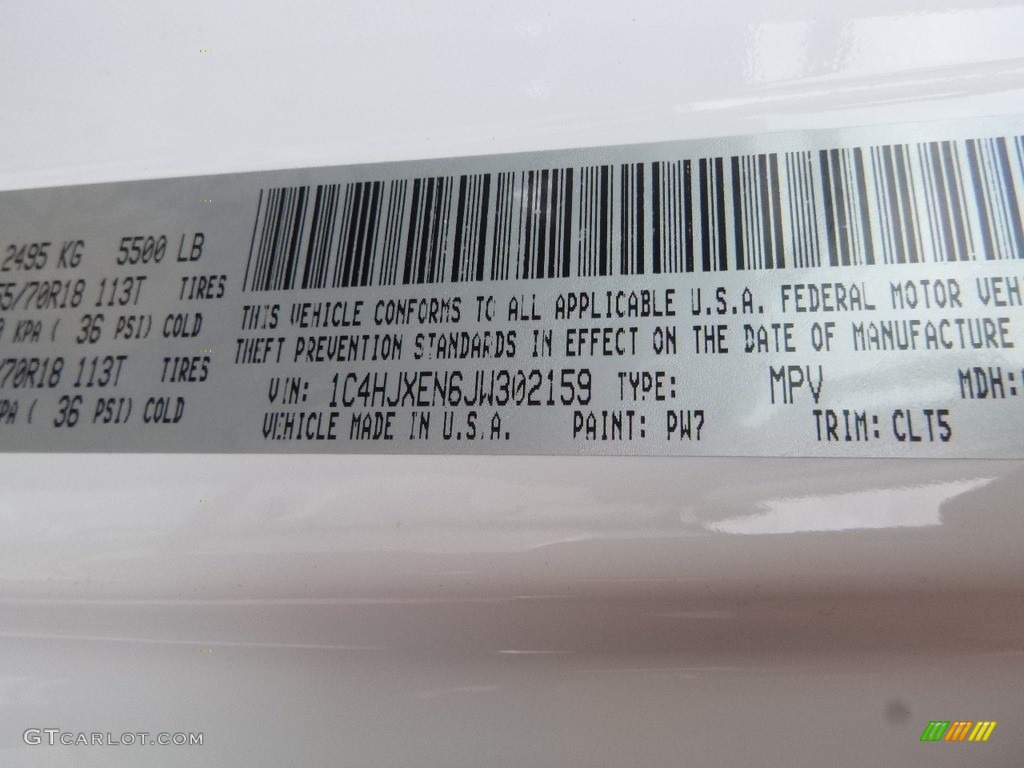 2495 KG 5500 LB
55/70R18 113T TIRES
KPA ( 36 PSI) COLD
/70R18 113T TIRES
KPA ( 36 PSI) COLD
THIS VEHICLE CONFORMS TO ALL APPLICABLE U.S.A. FEDERAL MOTOR VEH
THEFT PREVENTION STANDARDS IN EFFECT ON THE DATE OF MANUFACTURE
VIN: 1C4HJXEN6JW302159 TYPE: MPV MDH:
VEHICLE MADE IN U.S.A. PAINT: PW7 TRIM: CLT5
GTCARLOT.COM